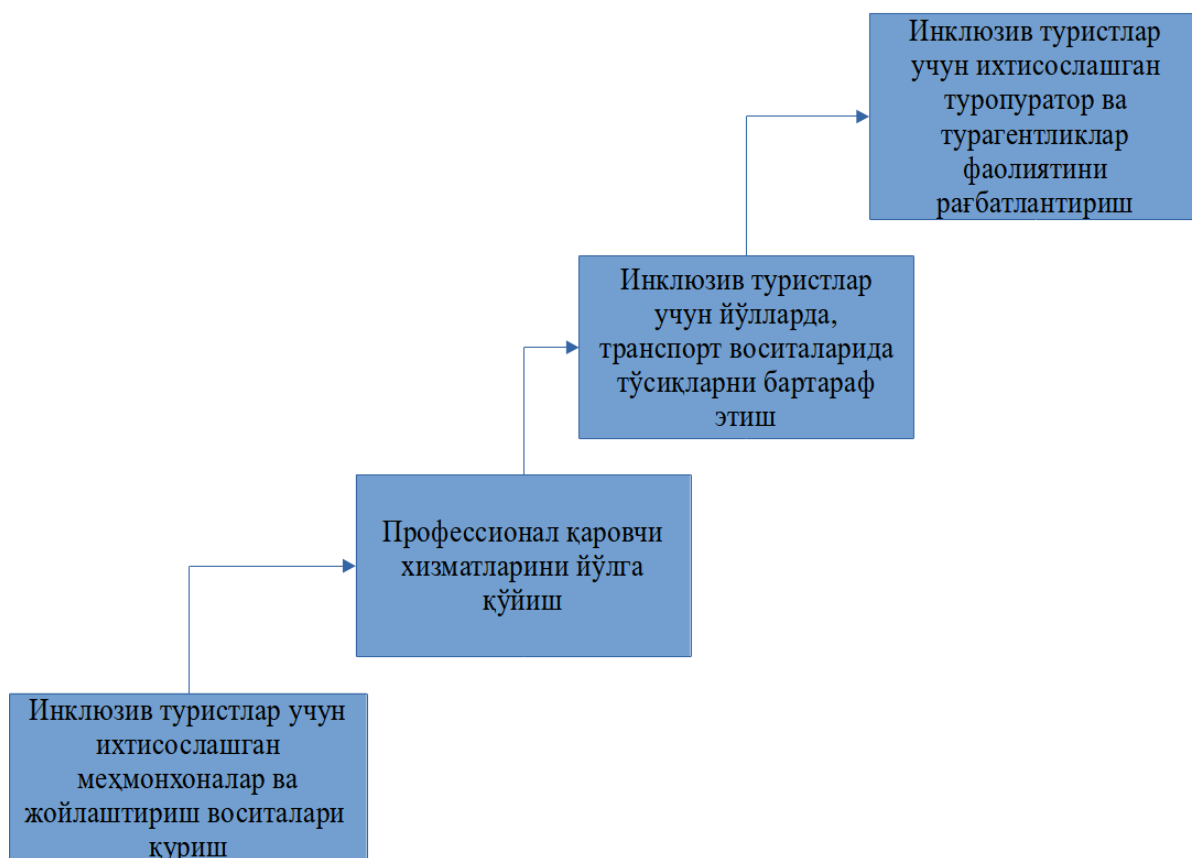 Инклюзив туристлар
учун ихтисослашган
туропуратор ва
турагентликлар
фаолиятини
рағбатлантириш
Инклюзив туристлар
учун йўлларда,
транспорт воситаларида
тўсиқларни бартараф
этиш
Профессионал қаровчи
хизматларини йўлга
қўйиш
Инклюзив туристлар учун
ихтисослашган
меҳмонхоналар ва
жойлаштириш воситалари
қуриш